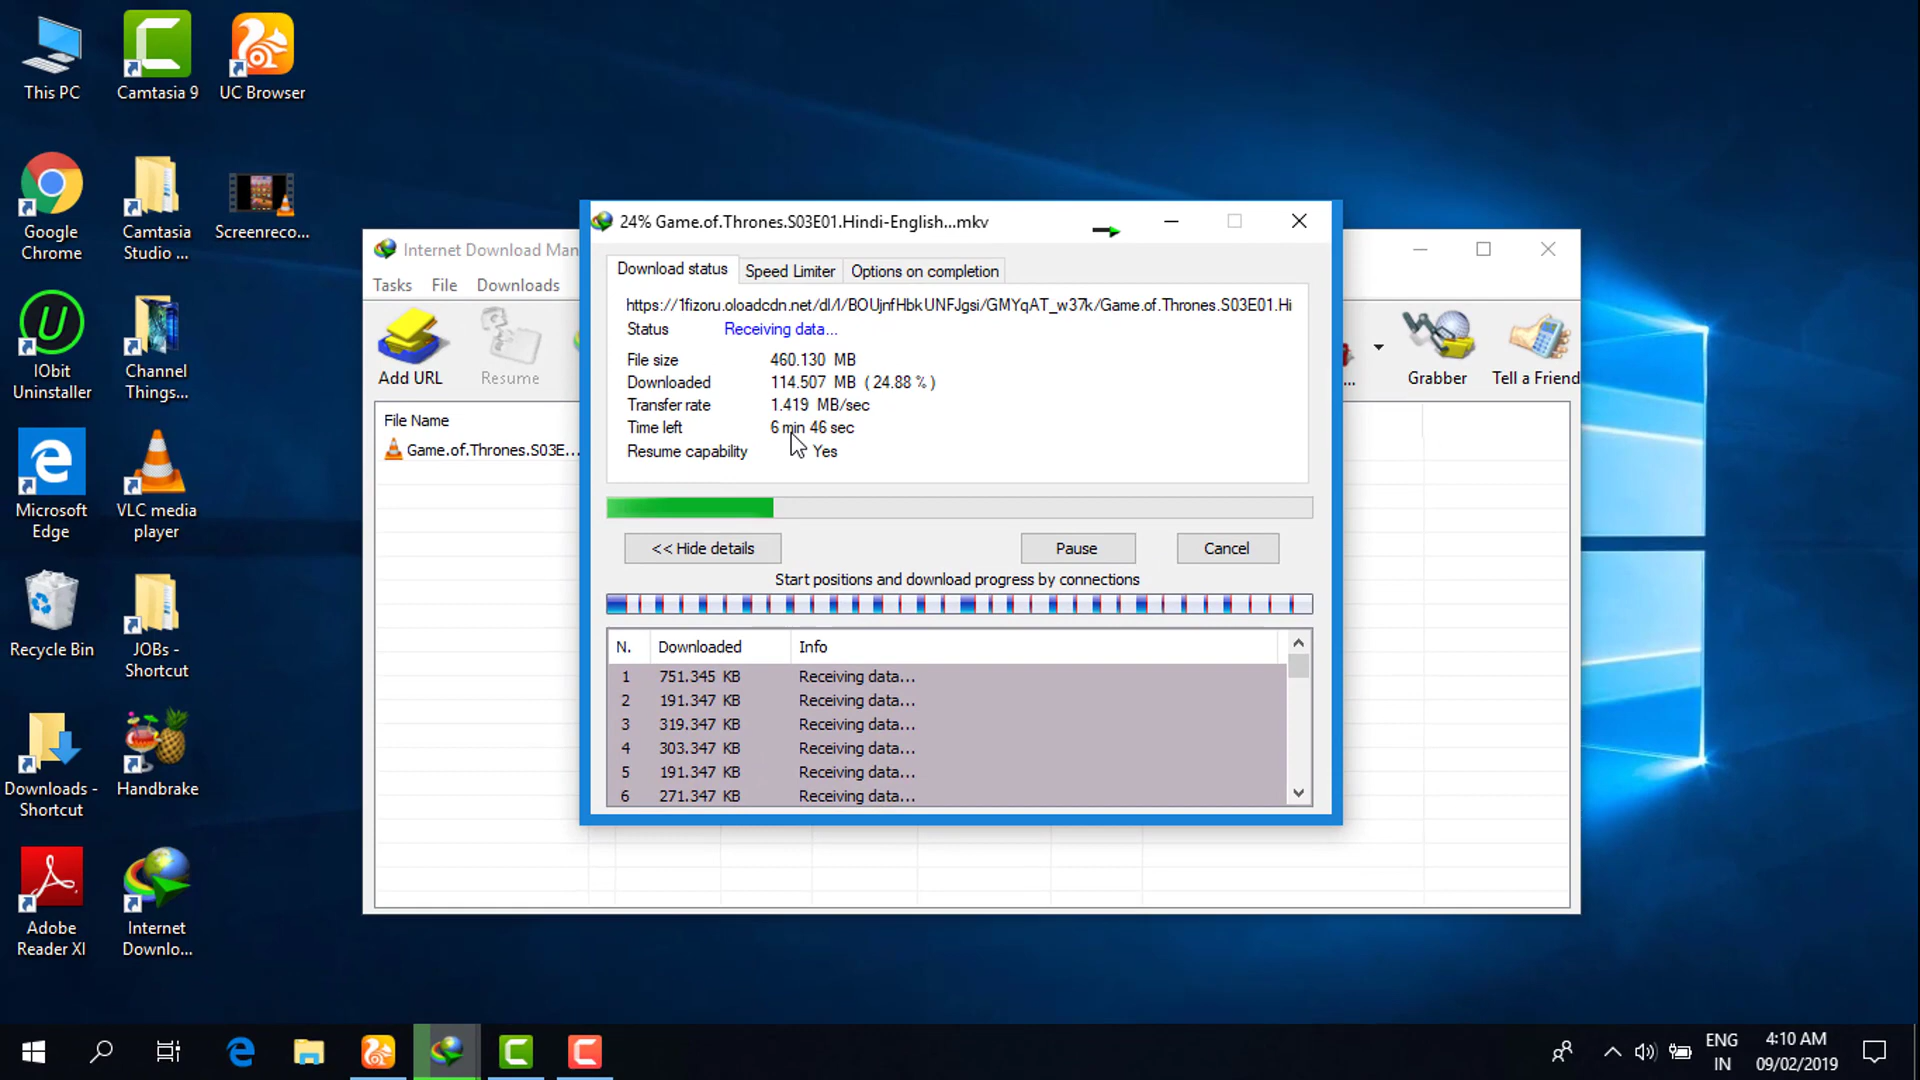 This PC
Camtasia 9
UC Browser
Google
Chrome
Camtasia
Studio ...
Screenreco...
IObit
Uninstaller
Channel
Things...
Microsoft
Edge
VLC media
player
Recycle Bin
JOBs -
Shortcut
Downloads -
Shortcut
Handbrake
Adobe
Reader XI
Internet
Downlo...
Internet Download Man
Tasks File Downloads
Add URL
Resume
...
Grabber
Tell a Friend
File Name
Game.of.Thrones.S03E...
24% Game.of.Thrones.S03E01.Hindi-English...mkv
Download status
Speed Limiter
Options on completion
https://1fizoru.oloadcdn.net/dl/l/BOUjnfHbkUNFJgsi/GMYqAT_w37k/Game.of.Thrones.S03E01.Hi
Status Receiving data...
File size 460.130 MB
Downloaded 114.507 MB ( 24.88 % )
Transfer rate 1.419 MB/sec
Time left 6 min 46 sec
Resume capability Yes
<< Hide details
Pause
Cancel
Start positions and download progress by connections
N. Downloaded Info
1 751.345 KB Receiving data...
2 191.347 KB Receiving data...
3 319.347 KB Receiving data...
4 303.347 KB Receiving data...
5 191.347 KB Receiving data...
6 271.347 KB Receiving data...
ENG
IN
4:10 AM
09/02/2019